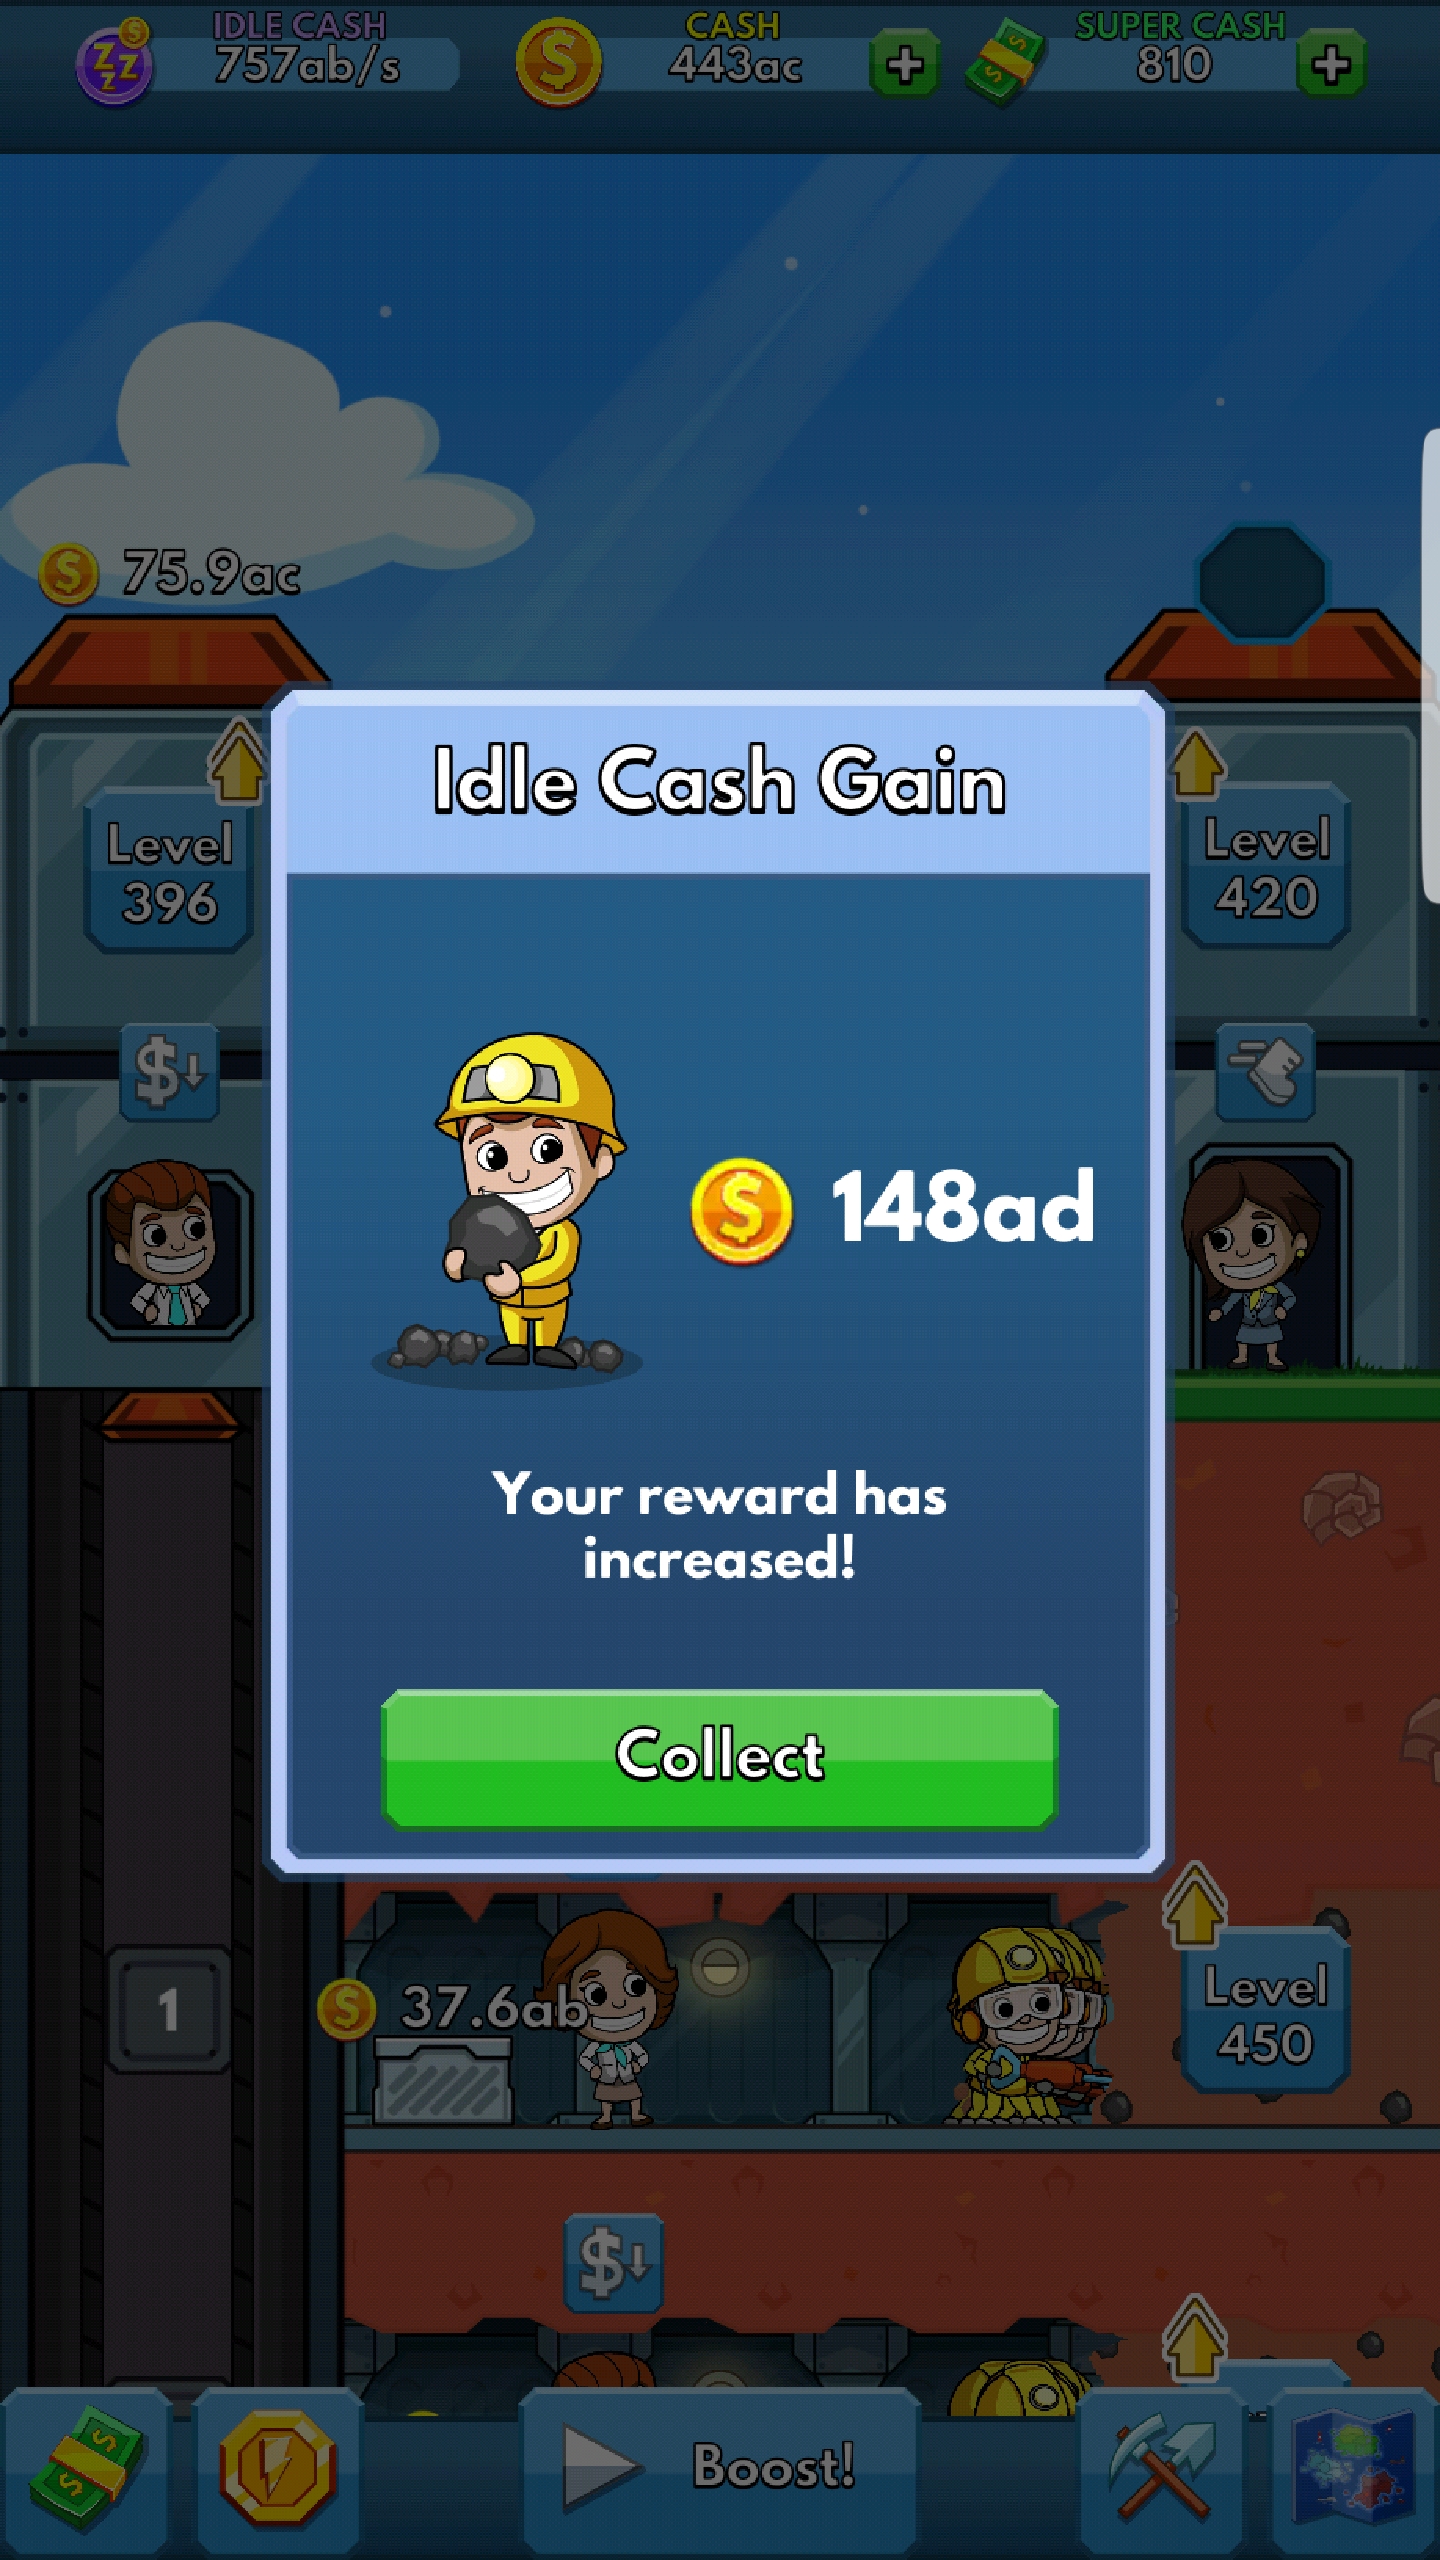 IDLE CASH
757ab/s
CASH
443ac
SUPER CASH
810
75.9ac
Idle Cash Gain
Level
396
Level
420
148ad
Your reward has
increased!
Collect
1
37.6ab
Level
450
Boost!